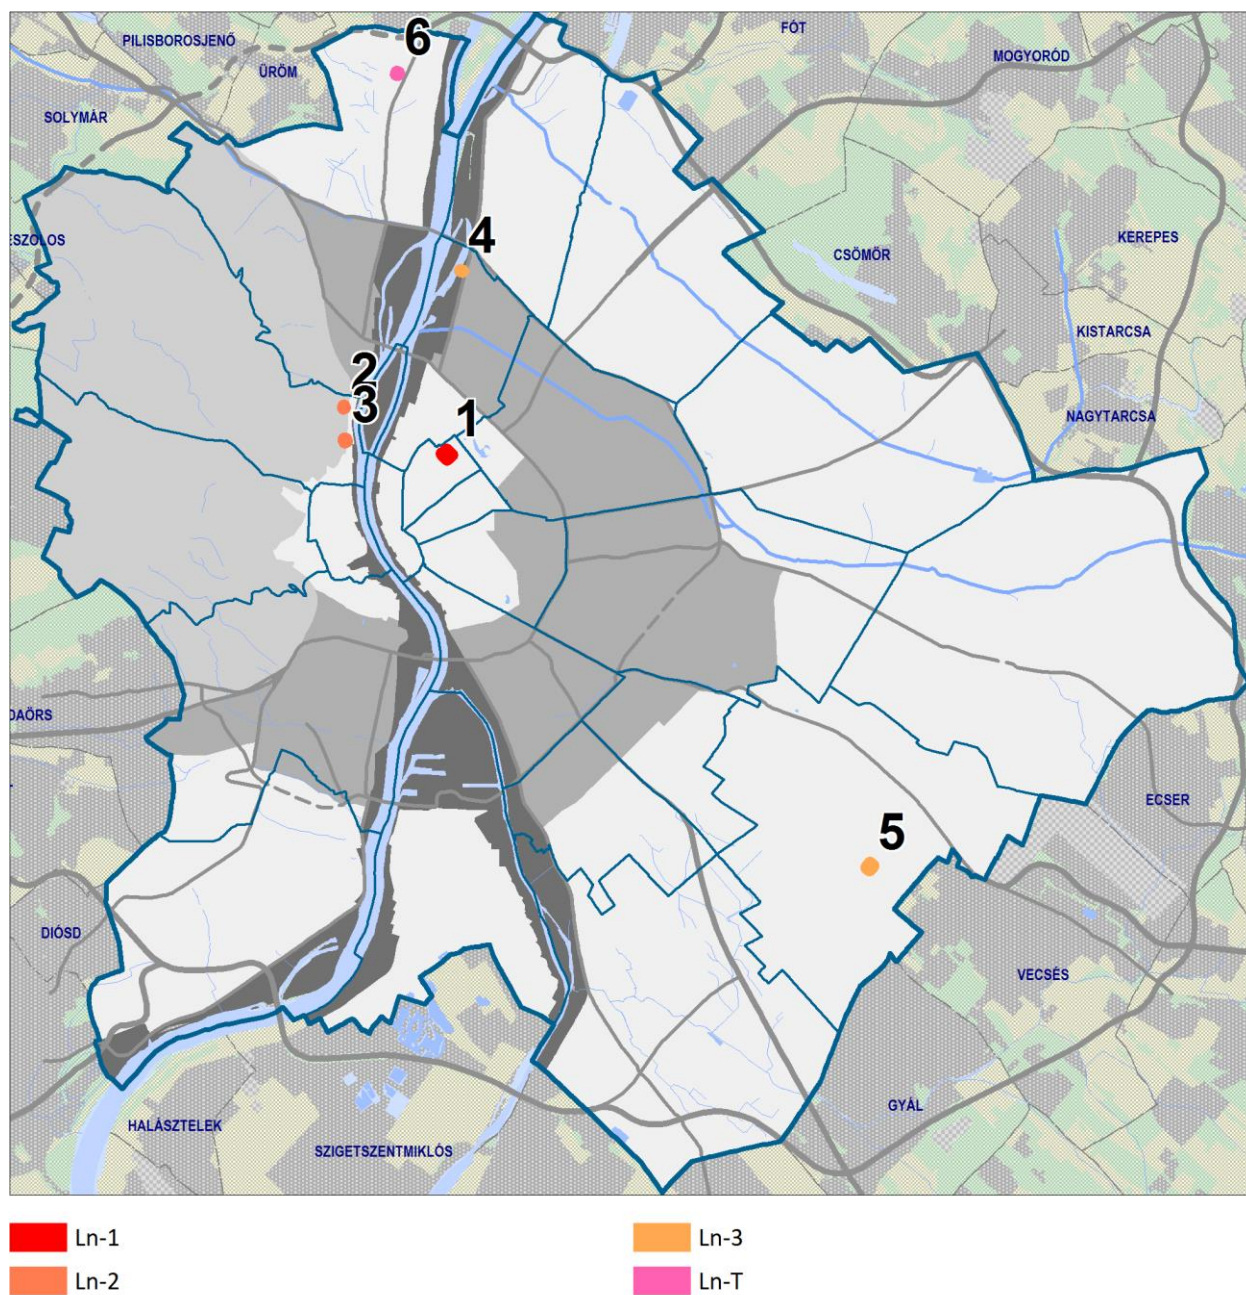 6
PILISBOROSJENŐ
FÓT
MOGYORÓD
ÜRÖM
SOLYMÁR
4
KEREPES
ESZOLOS
CSÖMÖR
KISTARCSA
2
3
1
NAGYTARCSA
DAÖRS
ECSER
5
DIÓSD
VECSÉS
GYÁL
HALÁSZTELEK
SZIGETSZENTMIKLÓS
Ln-1
Ln-3
Ln-2
Ln-T